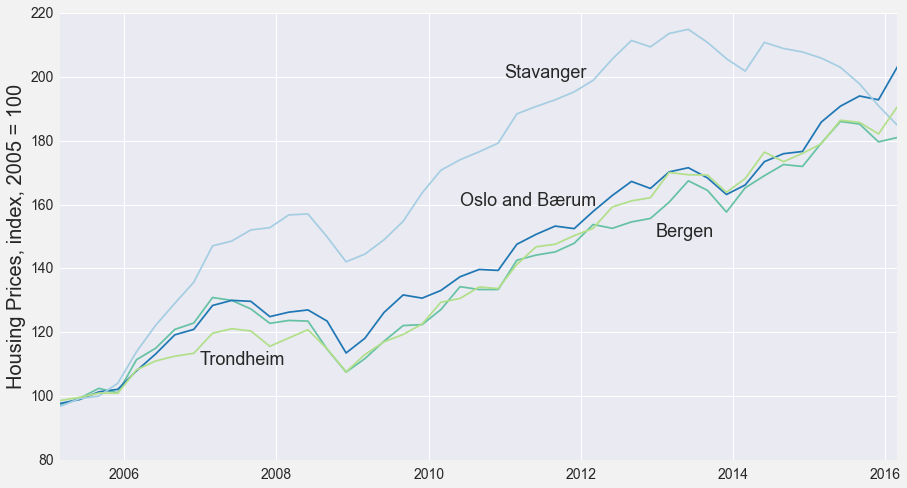 Housing Prices, index, 2005 = 100
220
200
180
160
140
120
100
80
Stavanger
Oslo and Bærum
Bergen
Trondheim
2006
2008
2010
2012
2014
2016